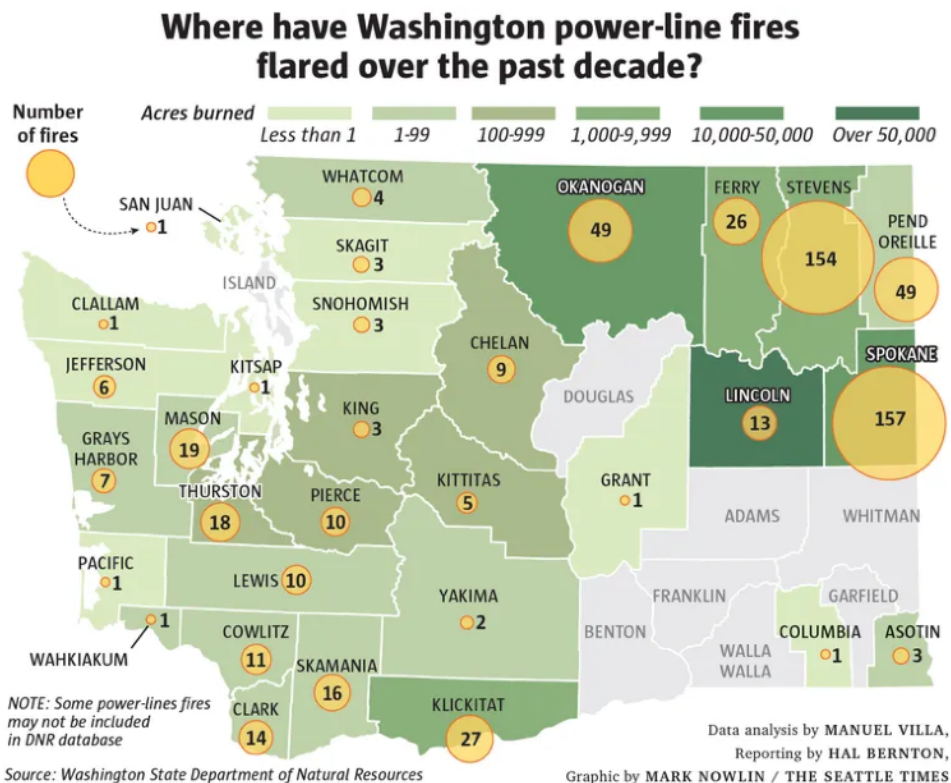 Where have Washington power-line fires
flared over the past decade?
Number
of fires
Acres burned
Less than 1
1-99
100-999
1,000-9,999
10,000-50,000
Over 50,000
SAN JUAN
1
WHATCOM
4
SKAGIT
3
ISLAND
SNOHOMISH
3
CLALLAM
1
JEFFERSON
6
KITSAP
1
OKANOGAN
49
FERRY
26
STEVENS
154
PEND
OREILLE
49
CHELAN
9
DOUGLAS
LINCOLN
13
SPOKANE
157
KING
3
MASON
19
GRAYS
HARBOR
7
THURSTON
18
PIERCE
10
KITTITAS
5
GRANT
1
ADAMS
WHITMAN
PACIFIC
1
LEWIS
10
YAKIMA
2
BENTON
FRANKLIN
WALLA
WALLA
COLUMBIA
1
GARFIELD
ASOTIN
3
1
WAHKIAKUM
COWLITZ
11
SKAMANIA
16
CLARK
14
KLICKITAT
27
NOTE: Some power-lines fires
may not be included
in DNR database
Source: Washington State Department of Natural Resources
Data analysis by MANUEL VILLA,
Reporting by HAL BERNTON,
Graphic by MARK NOWLIN / THE SEATTLE TIMES